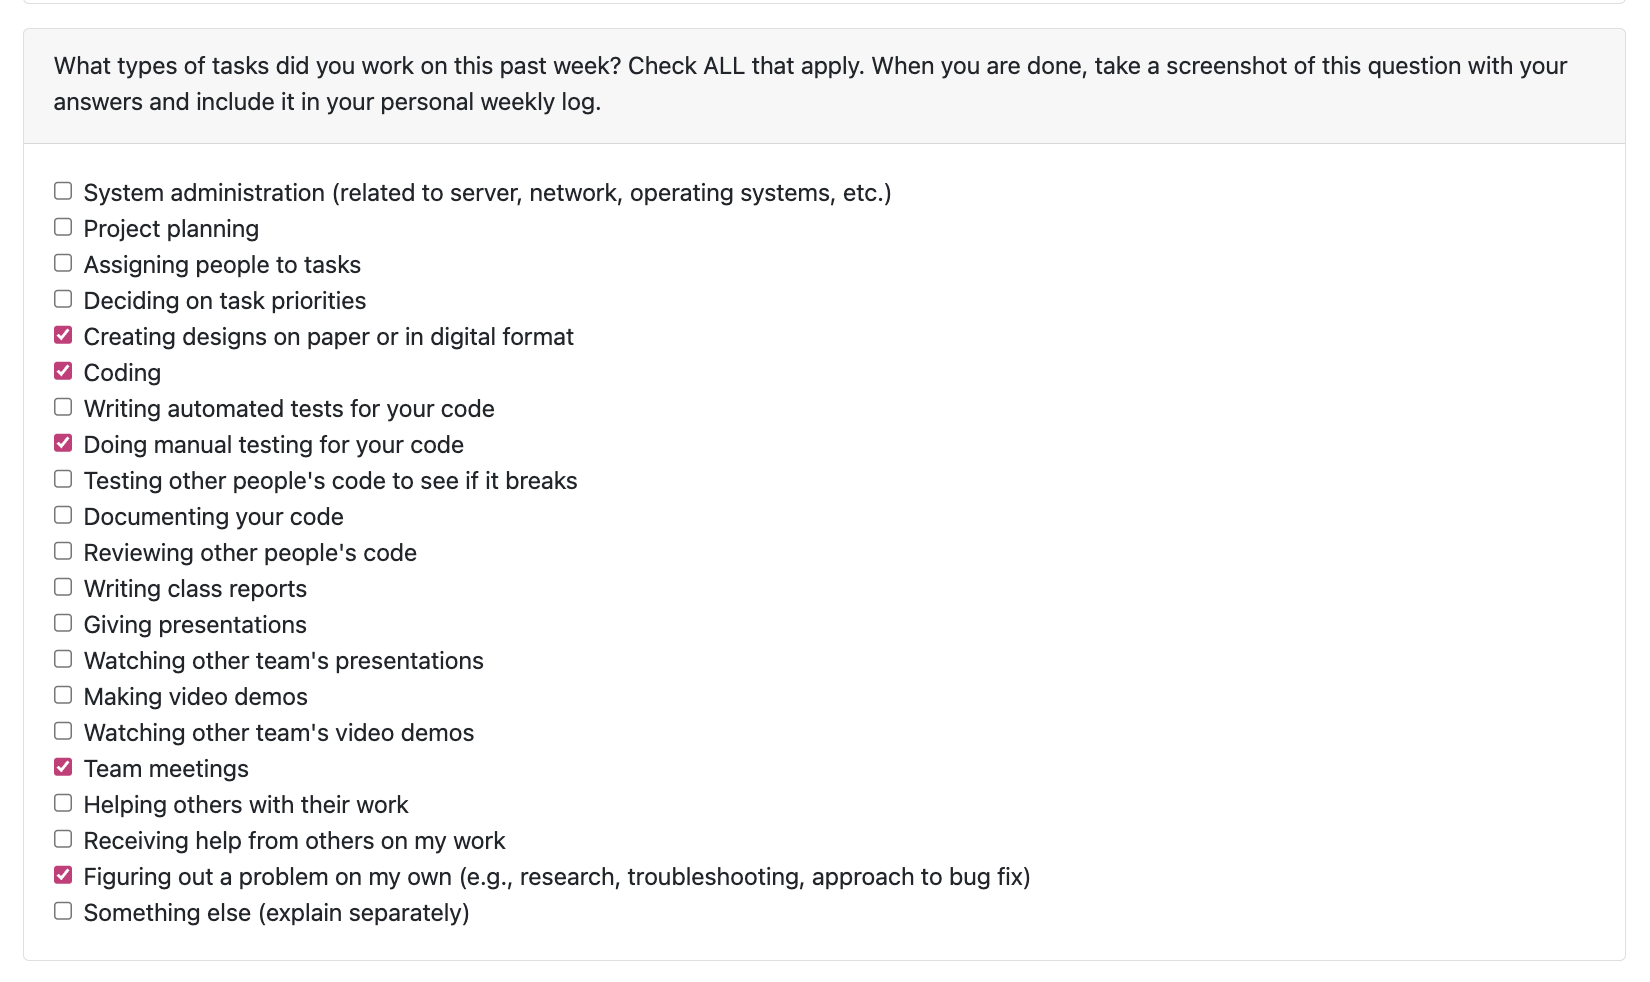 What types of tasks did you work on this past week? Check ALL that apply. When you are done, take a screenshot of this question with your
answers and include it in your personal weekly log.
System administration (related to server, network, operating systems, etc.)
Project planning
Assigning people to tasks
Deciding on task priorities
Creating designs on paper or in digital format
Coding
Writing automated tests for your code
Doing manual testing for your code
Testing other people's code to see if it breaks
Documenting your code
Reviewing other people's code
Writing class reports
Giving presentations
Watching other team's presentations
Making video demos
Watching other team's video demos
Team meetings
Helping others with their work
Receiving help from others on my work
Figuring out a problem on my own (e.g., research, troubleshooting, approach to bug fix)
Something else (explain separately)